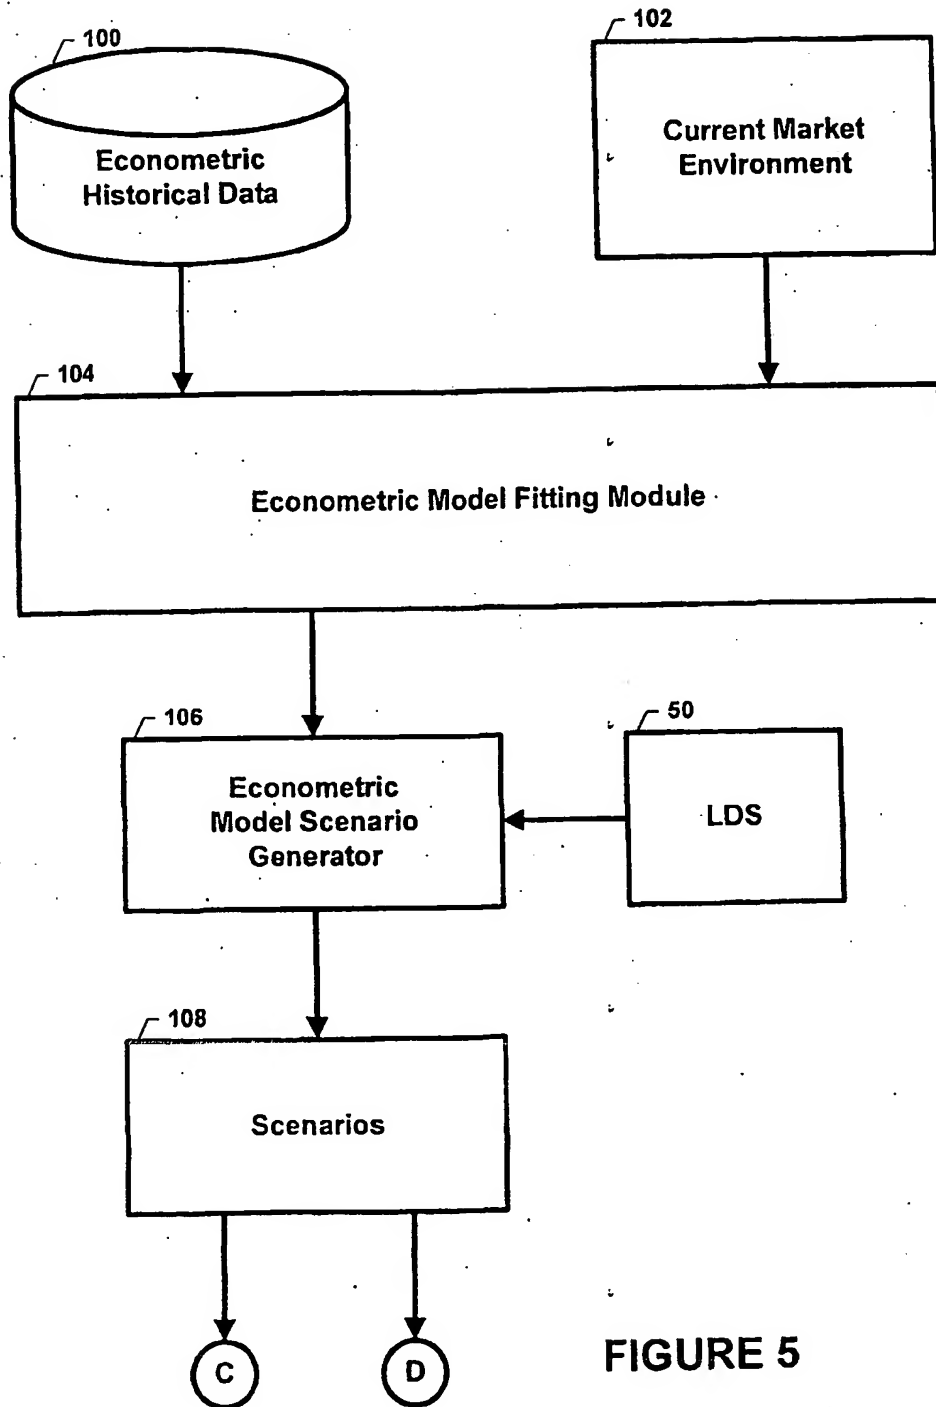 100
102
Econometric
Historical Data
Current Market
Environment
104
Econometric Model Fitting Module
106
50
Econometric
Model Scenario
Generator
LDS
108
Scenarios
C
D
FIGURE 5